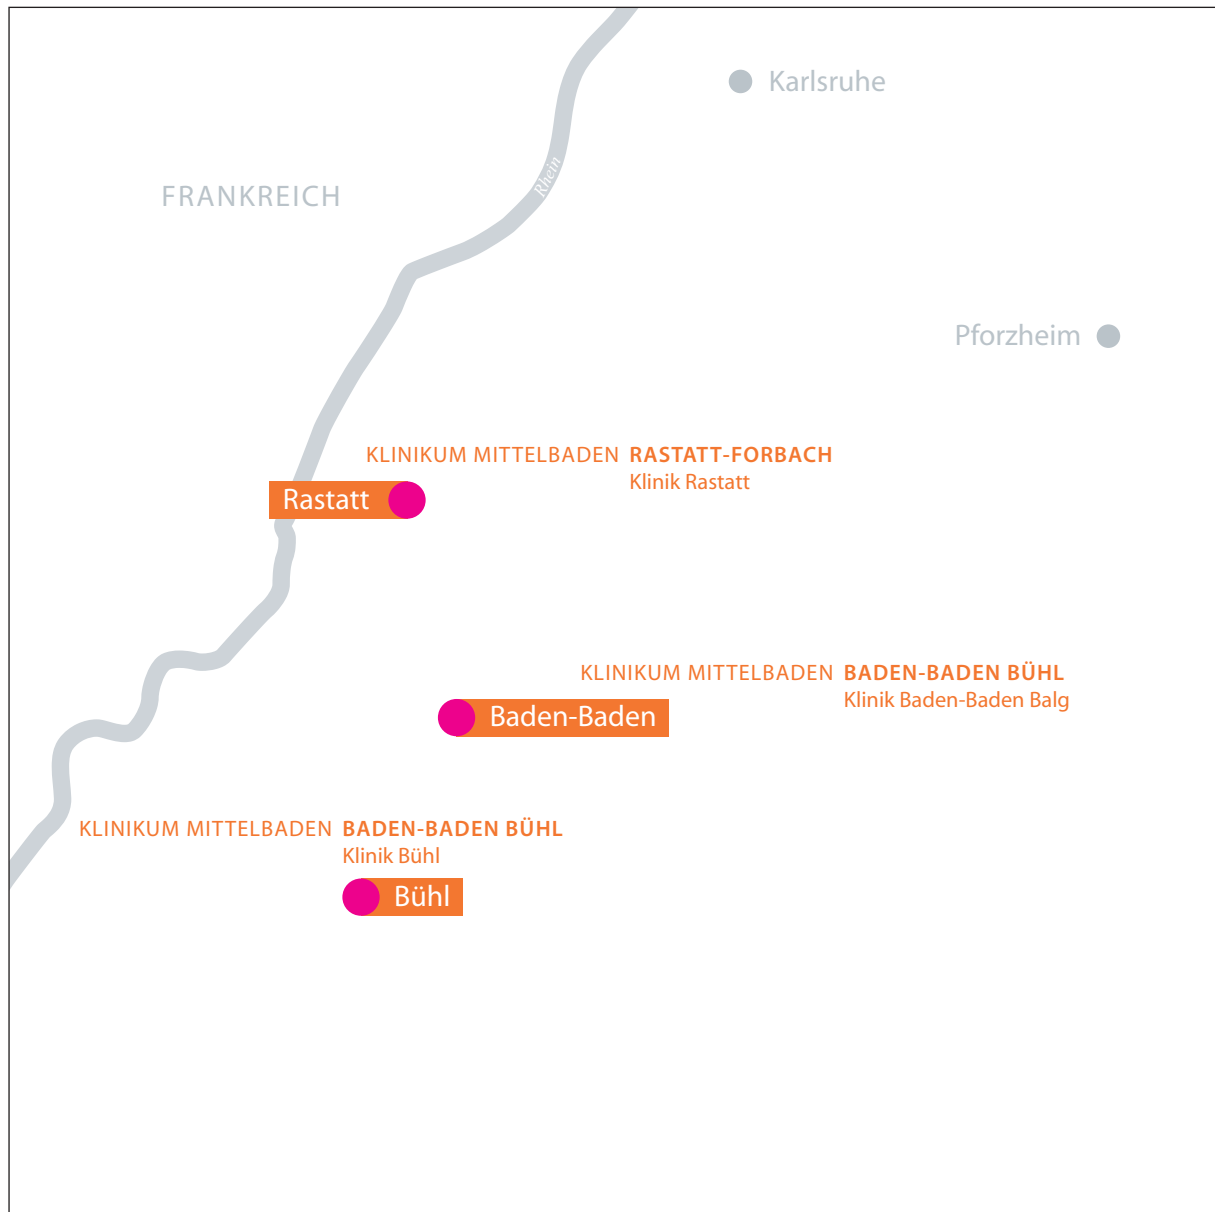 Karlsruhe
Rhein
FRANKREICH
Pforzheim
KLINIKUM MITTELBADEN RASTATT-FORBACH
Klinik Rastatt
Rastatt
KLINIKUM MITTELBADEN BADEN-BADEN BÜHL
Klinik Baden-Baden Balg
Baden-Baden
KLINIKUM MITTELBADEN BADEN-BADEN BÜHL
Klinik Bühl
Bühl